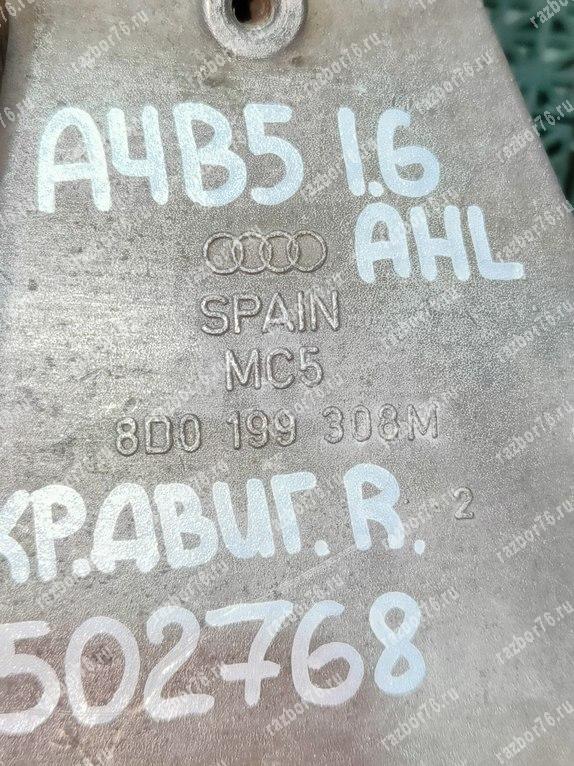 A4B5 1.6
AHL
SPAIN
MC5
8D0 199 308M
2
КР.ДВИГ. R.
502768
razbor76.ru